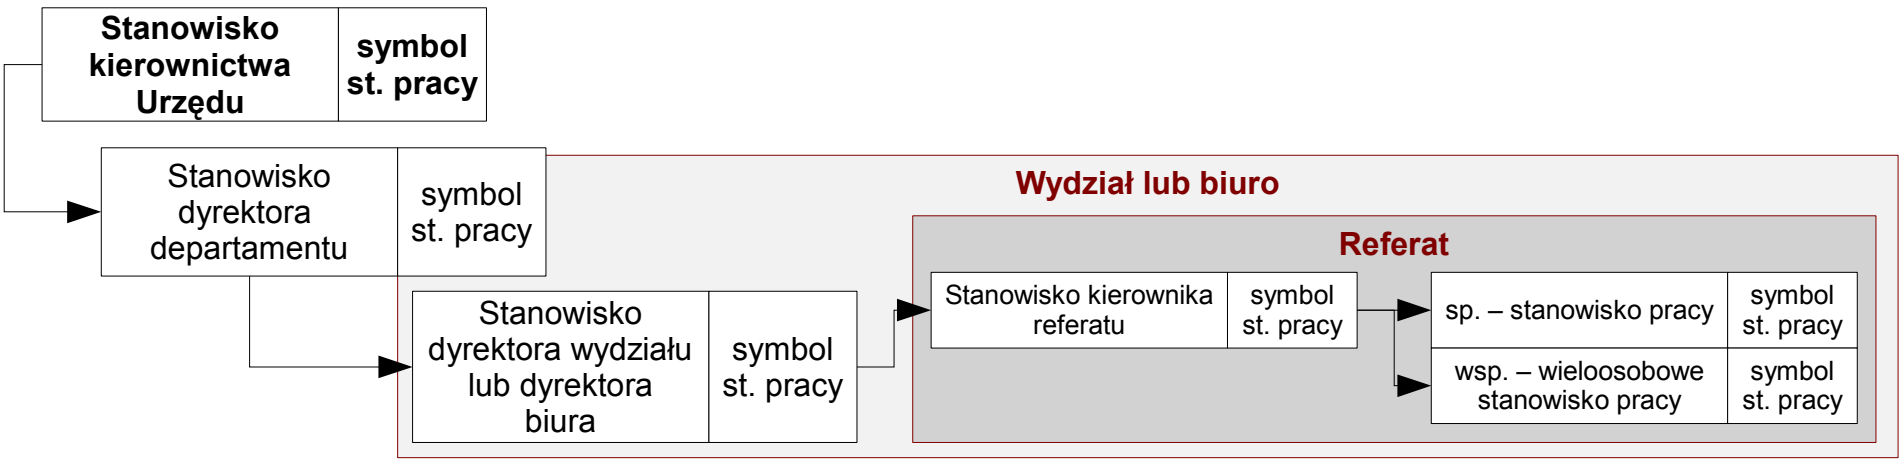 Stanowisko
kierownictwa
Urzędu
symbol
st. pracy
Stanowisko
dyrektora
departamentu
symbol
st. pracy
Wydział lub biuro
Stanowisko
dyrektora wydziału
lub dyrektora
biura
symbol
st. pracy
Referat
Stanowisko kierownika
referatu
symbol
st. pracy
sp. – stanowisko pracy
symbol
st. pracy
wsp. – wieloosobowe
stanowisko pracy
symbol
st. pracy